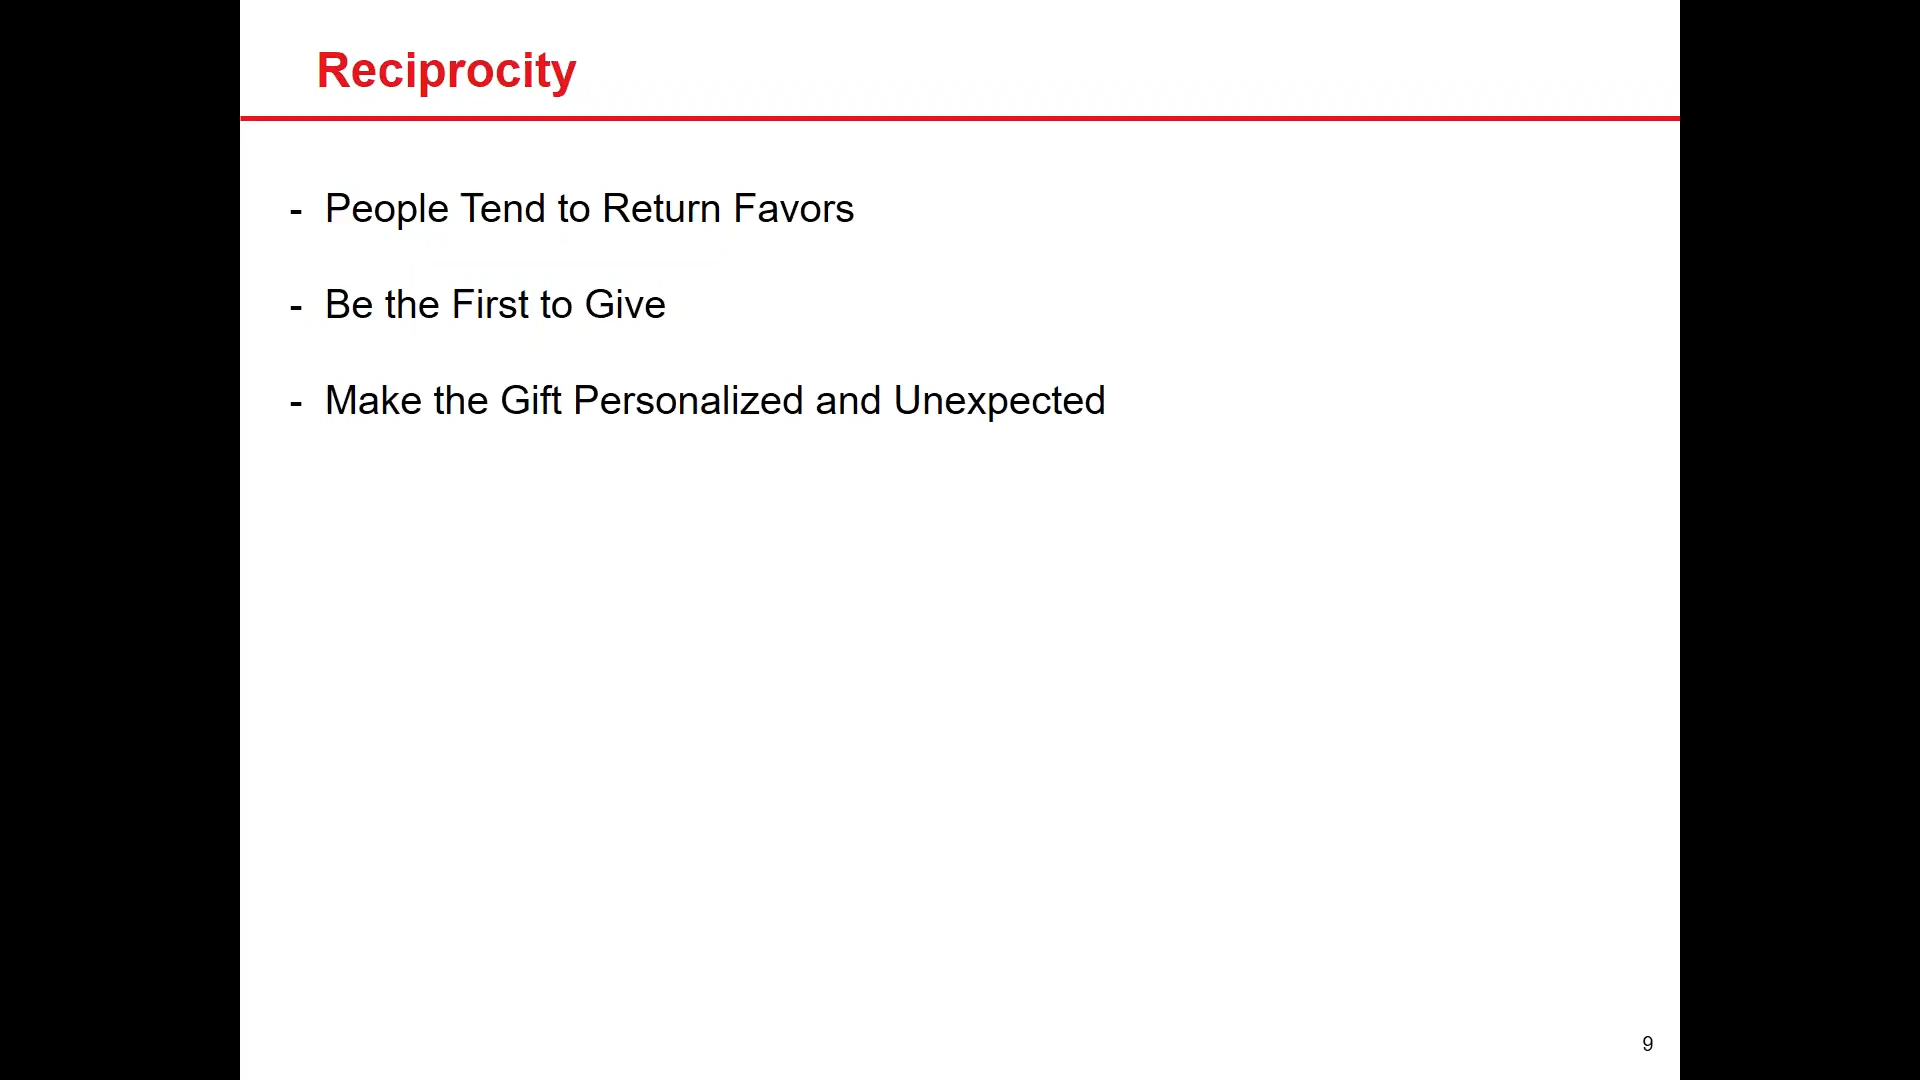 Reciprocity
- People Tend to Return Favors
- Be the First to Give
- Make the Gift Personalized and Unexpected
9